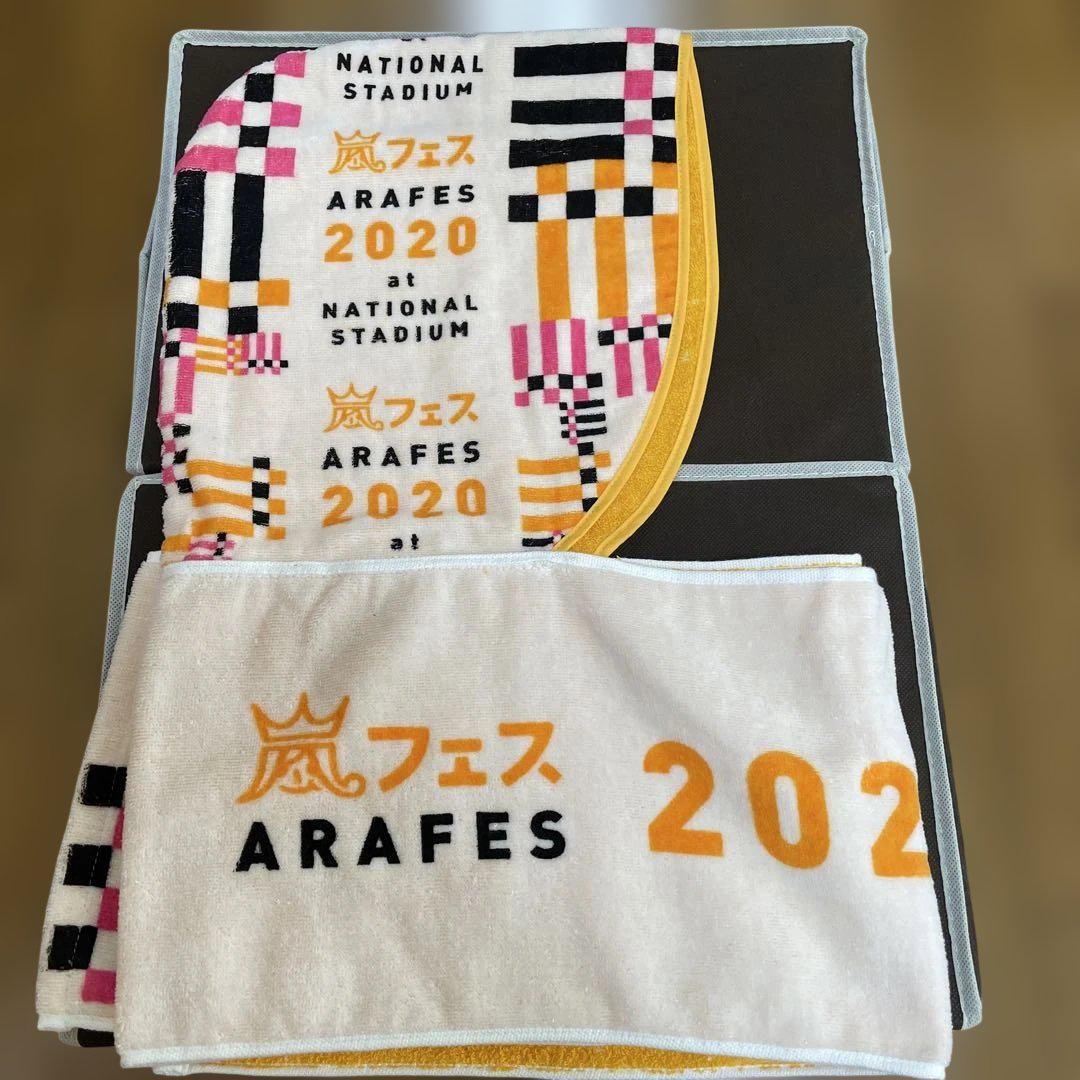 NATIONAL
STADIUM
嵐フェス
ARAFES
2020
at
NATIONAL
STADIUM
嵐フェス
ARAFES
2020
at
嵐フェス
ARAFES
202